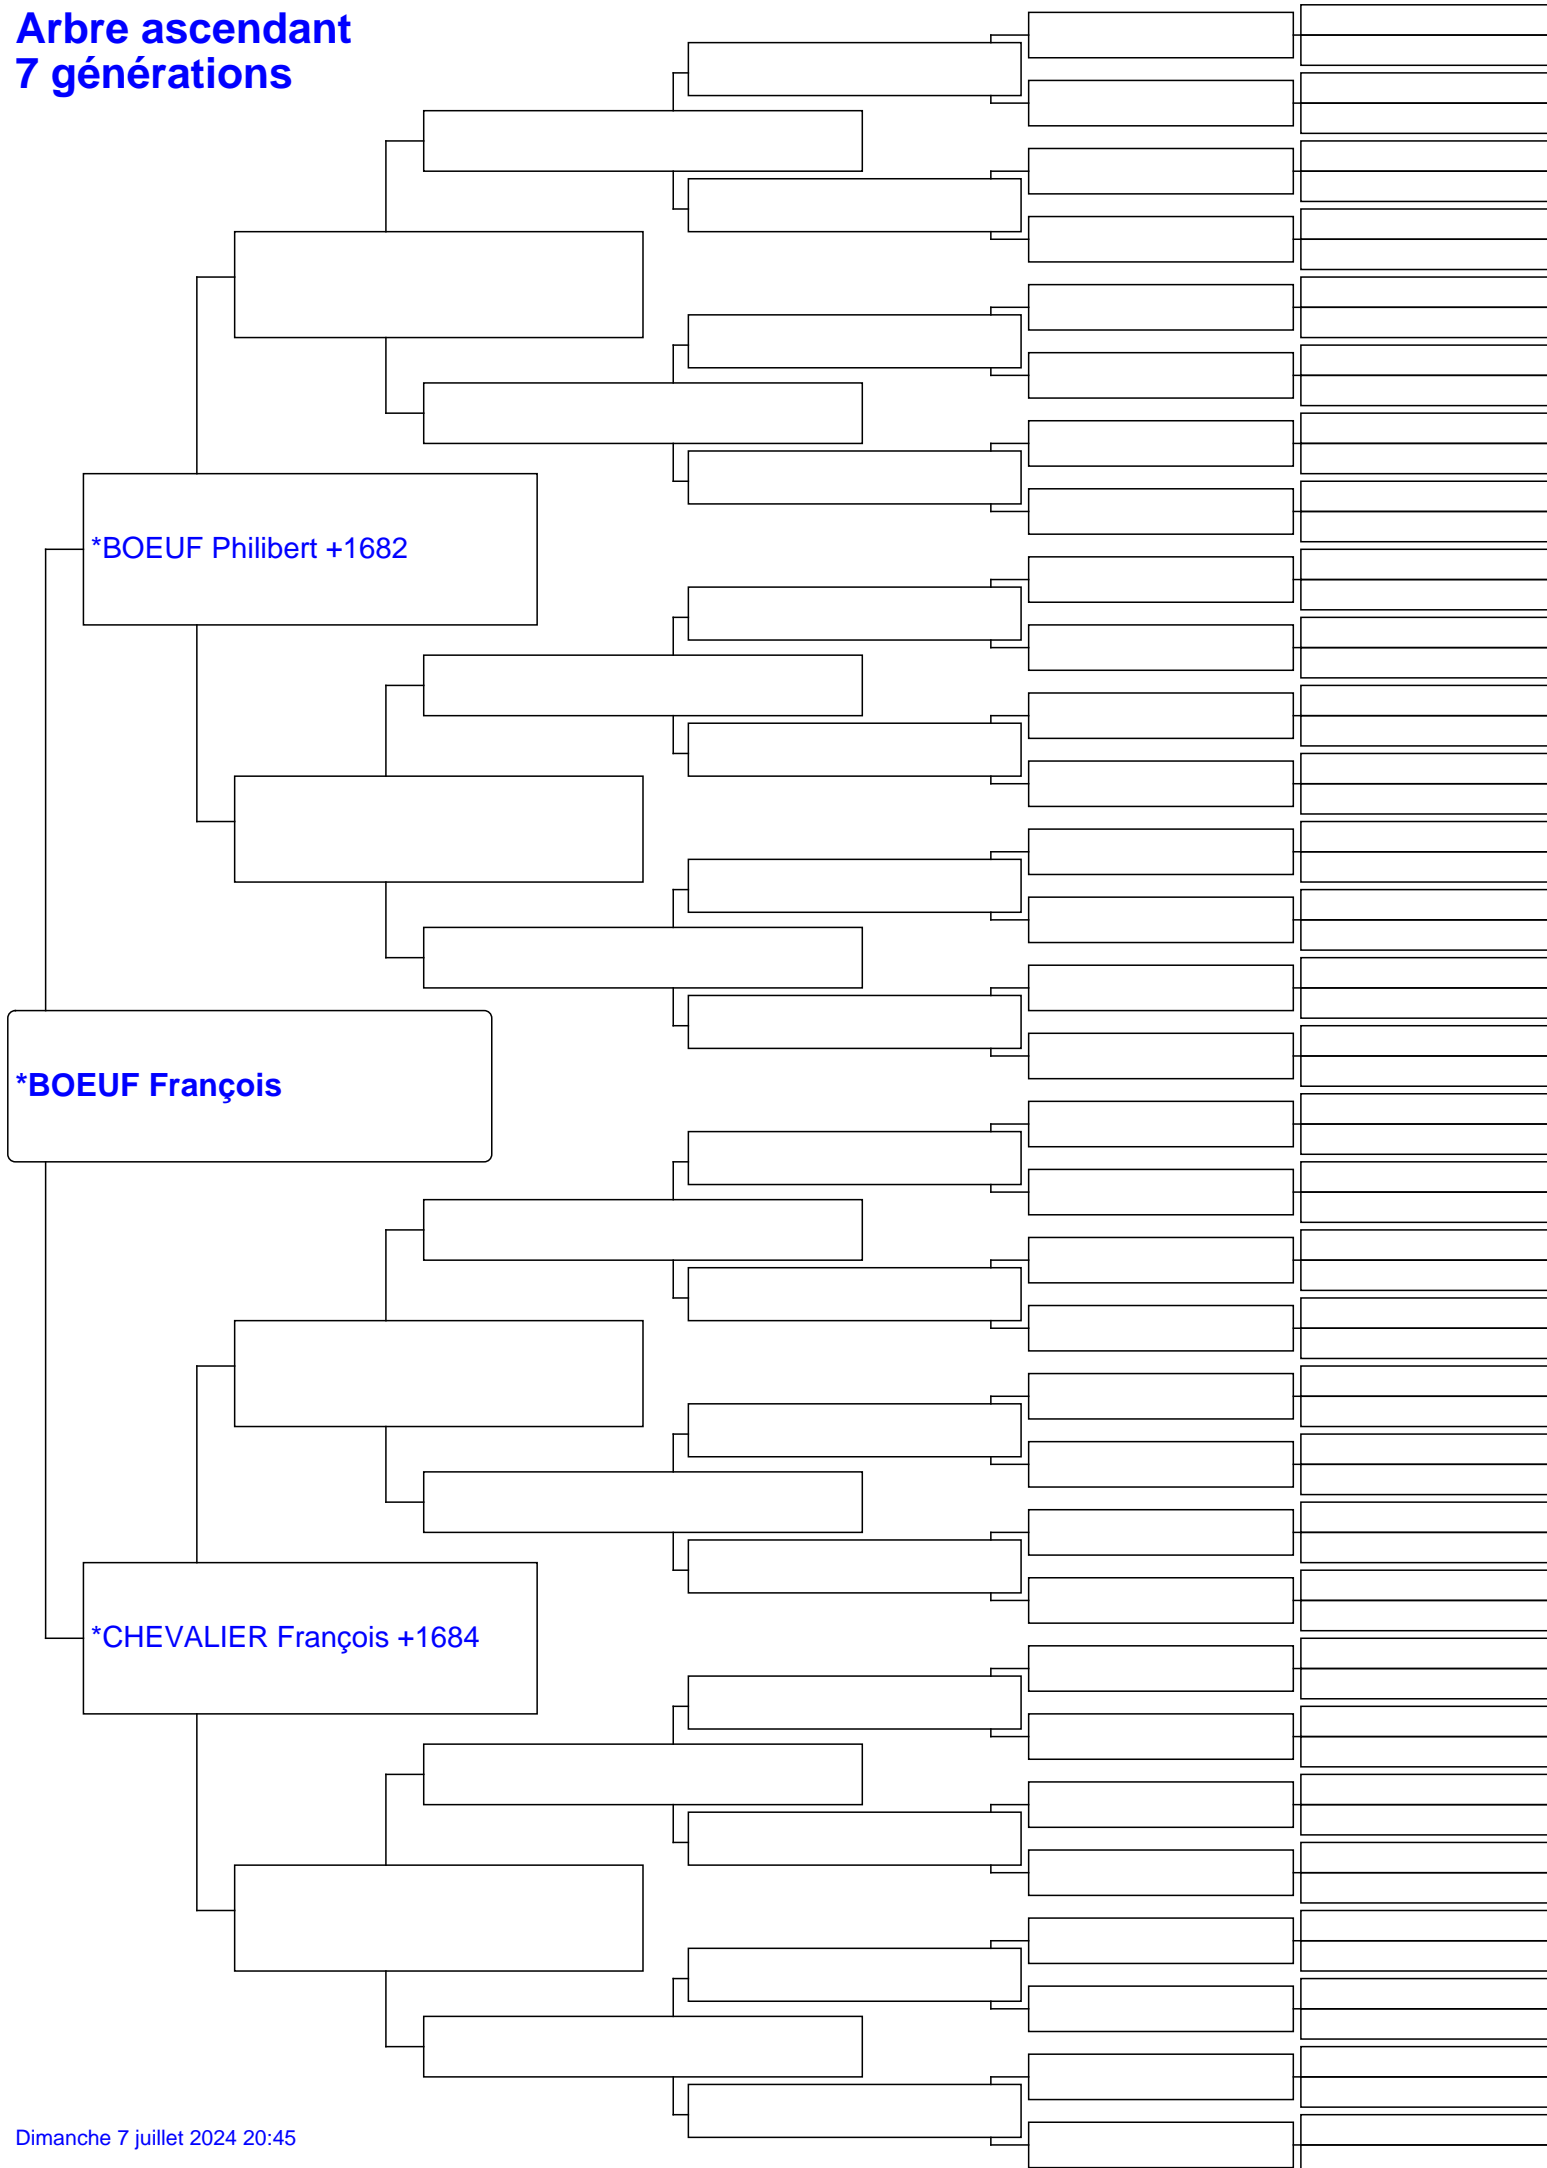 Arbre ascendant
7 générations
*BOEUF Philibert +1682
*BOEUF François
*CHEVALIER François +1684
Dimanche 7 juillet 2024 20:45